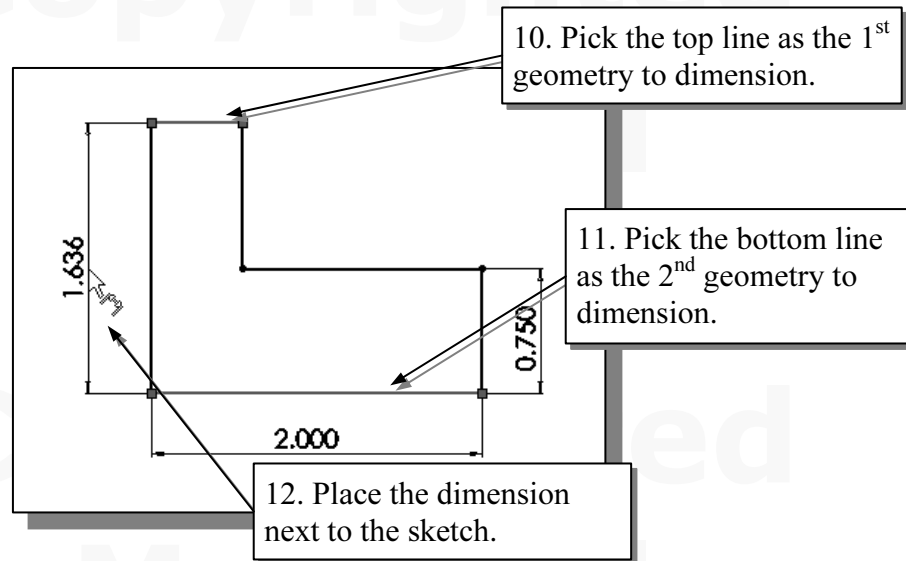 Copyrighted
10. Pick the top line as the 1st
geometry to dimension.
11. Pick the bottom line
as the 2nd geometry to
dimension.
1.636
0.750
2.000
12. Place the dimension
next to the sketch.